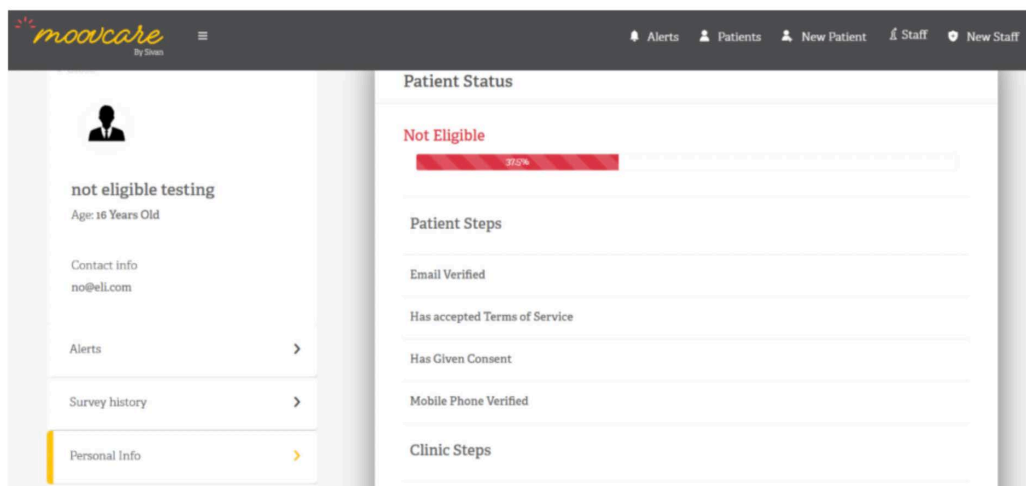 moovcare
By Sivan
Alerts
Patients
New Patient
Staff
New Staff
not eligible testing
Age: 16 Years Old
Contact info
no@eli.com
Alerts
Survey history
Personal Info
Patient Status
Not Eligible
37.5%
Patient Steps
Email Verified
Has accepted Terms of Service
Has Given Consent
Mobile Phone Verified
Clinic Steps